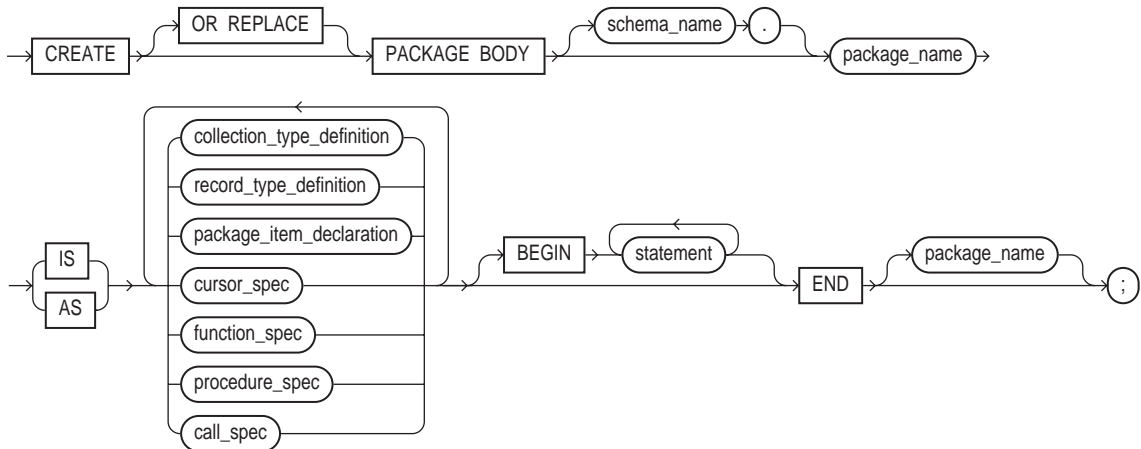 CREATE OR REPLACE PACKAGE BODY schema_name . package_name
collection_type_definition
record_type_definition
package_item_declaration
IS
AS
cursor_spec
function_spec
procedure_spec
call_spec
BEGIN statement END package_name ;